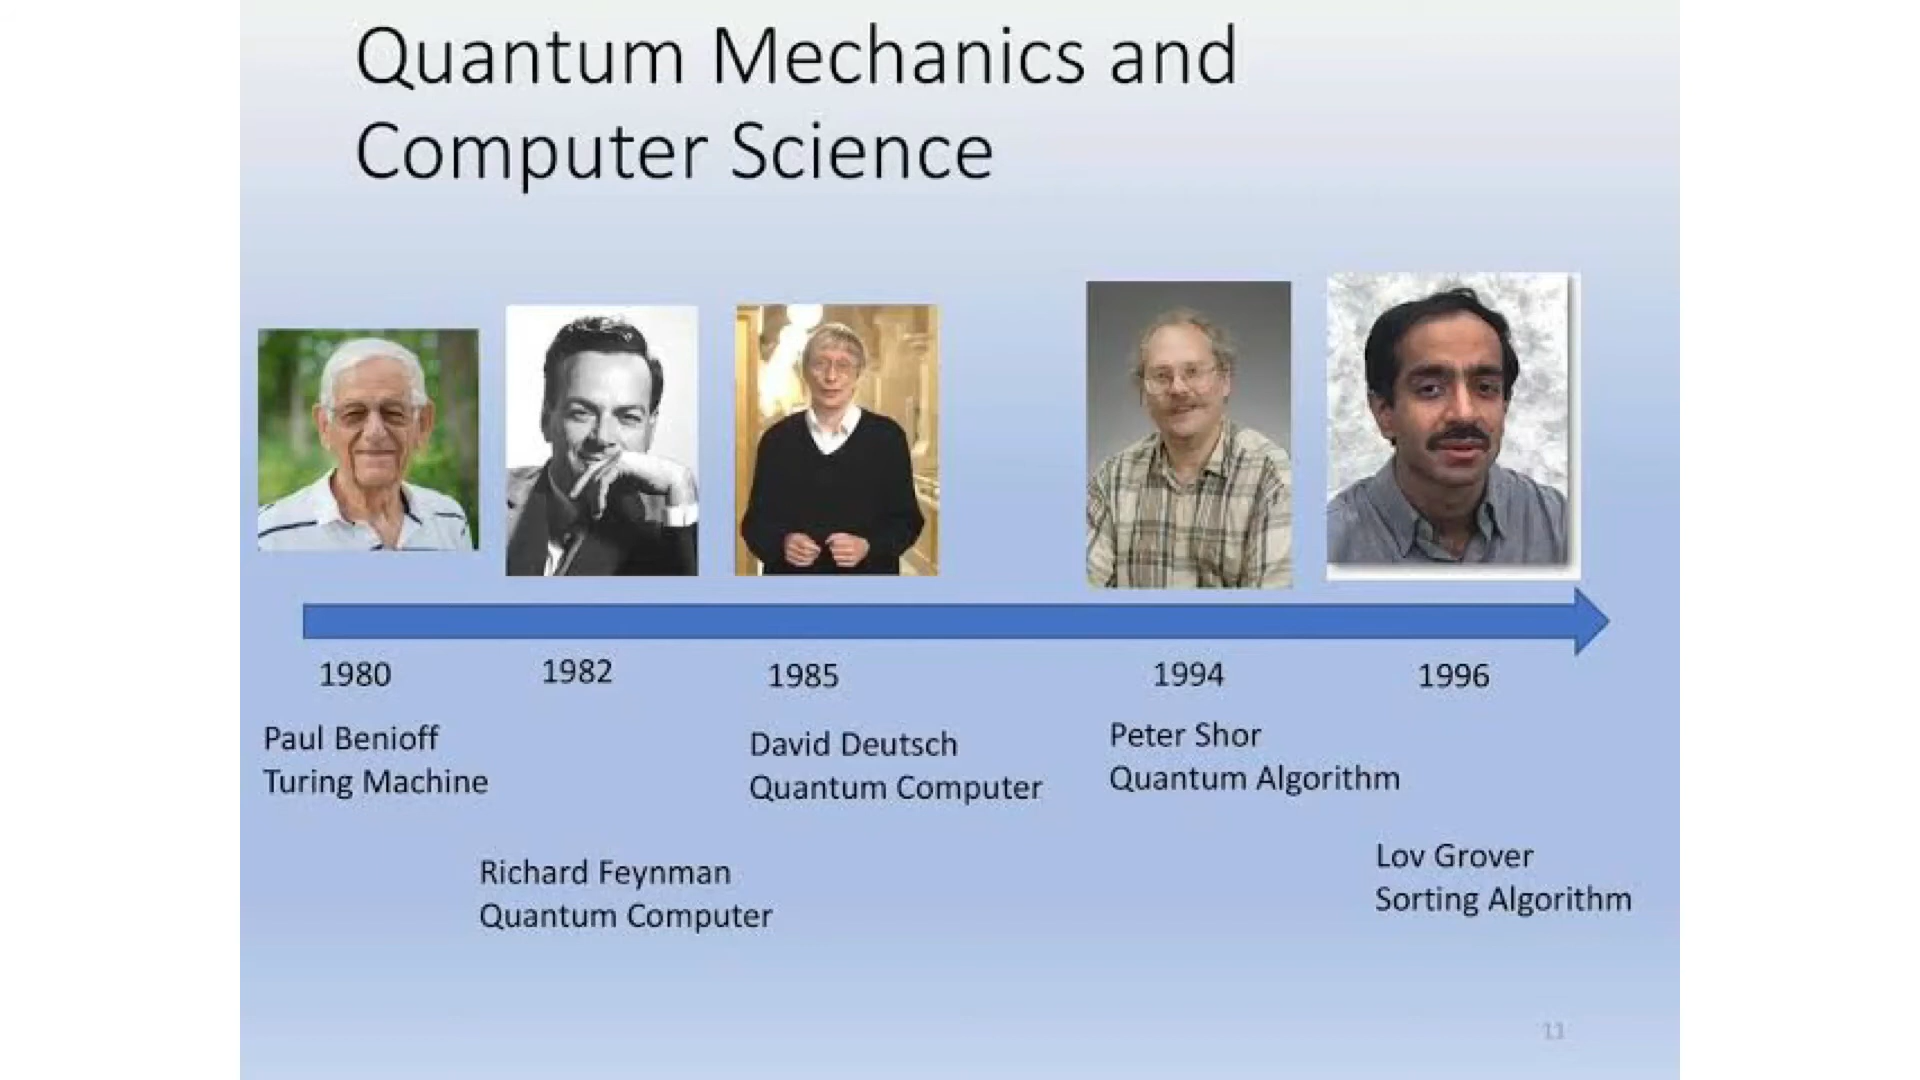 Quantum Mechanics and
Computer Science
1980
1982
1985
1994
1996
Paul Benioff
Turing Machine
David Deutsch
Quantum Computer
Peter Shor
Quantum Algorithm
Richard Feynman
Quantum Computer
Lov Grover
Sorting Algorithm
11